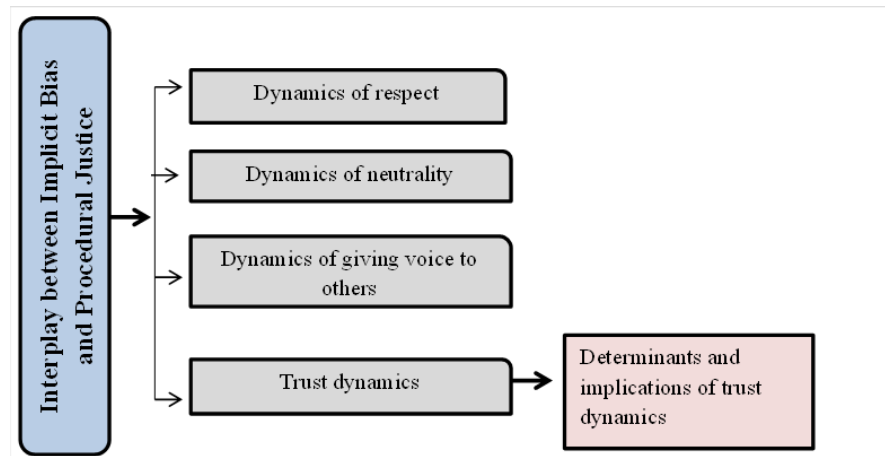 Interplay between Implicit Bias
and Procedural Justice
Dynamics of respect
Dynamics of neutrality
Dynamics of giving voice to
others
Trust dynamics
Determinants and
implications of trust
dynamics